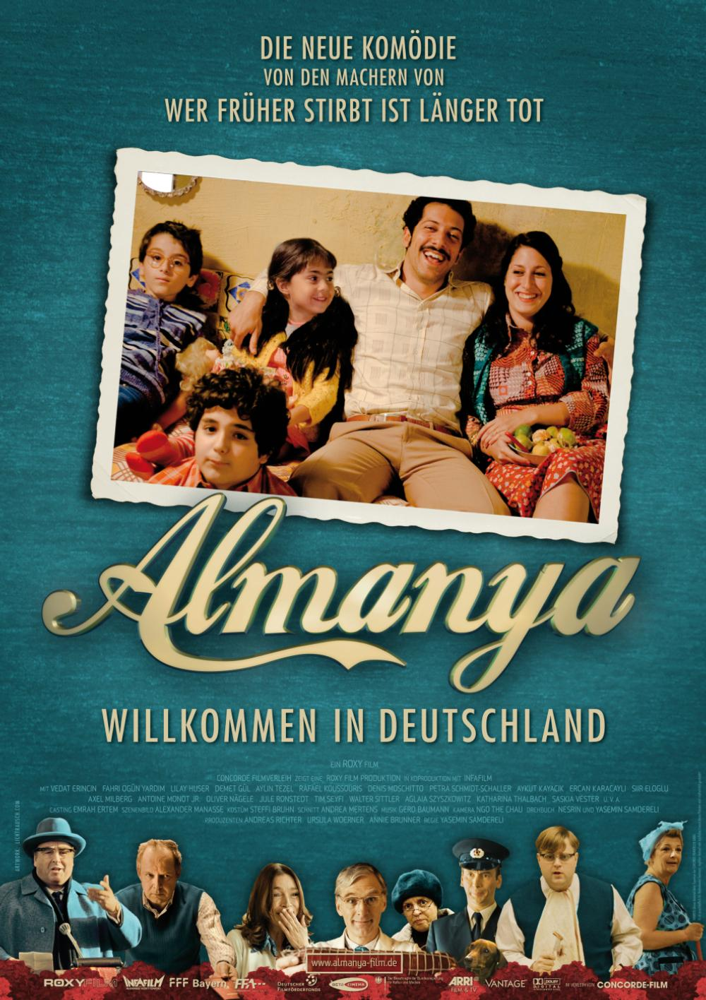 DIE NEUE KOMÖDIE
VON DEN MACHERN VON
WER FRÜHER STIRBT IST LÄNGER TOT
Almanya
WILLKOMMEN IN DEUTSCHLAND
EIN ROXY FILM
CONCORDE FILMVERLEIH ZEIGT EINE ROXY FILM PRODUKTION IN KOPRODUKTION MIT INFAFILM
MIT VEDAT ERINCIN FAHRI OGÜN YARDIM LILAY HUSER DEMET GÜL AYLIN TEZEL RAFAEL KOUSSOURIS DENIS MOSCHITTO PETRA SCHMIDT-SCHALLER AYKUT KAYACIK ERCAN KARACAYLI SIIR ELOGLU
AXEL MILBERG ANTOINE MONOT JR. OLIVER NÄGELE JULE RONSTEDT TIM SEYFI WALTER SITTLER AGLAIA SZYSZKOWITZ KATHARINA THALBACH SASKIA VESTER U.V.A.
CASTING EMRAH ERTEM SZENENBILD ALEXANDER MANASSE KOSTÜM STEFFI BRUHN SCHNITT ANDREA MERTENS MUSIK GERD BAUMANN KAMERA NGO THE CHAU DREHBUCH NESRIN UND YASEMIN SAMDERELI
PRODUZENTEN ANDREAS RICHTER URSULA WOERNER ANNIE BRUNNER REGIE YASEMIN SAMDERELI
ARTWORK: LICHTRAUSCH.COM
www.almanya-film.de
ROXYFILM INFAFILM FFF Bayern FFA DEUTSCHER FILMFÖRDERFONDS BETA CINEMA ARRI FILM & TV VANTAGE DOLBY DIGITAL IM VERLEIH VON CONCORDE-FILM